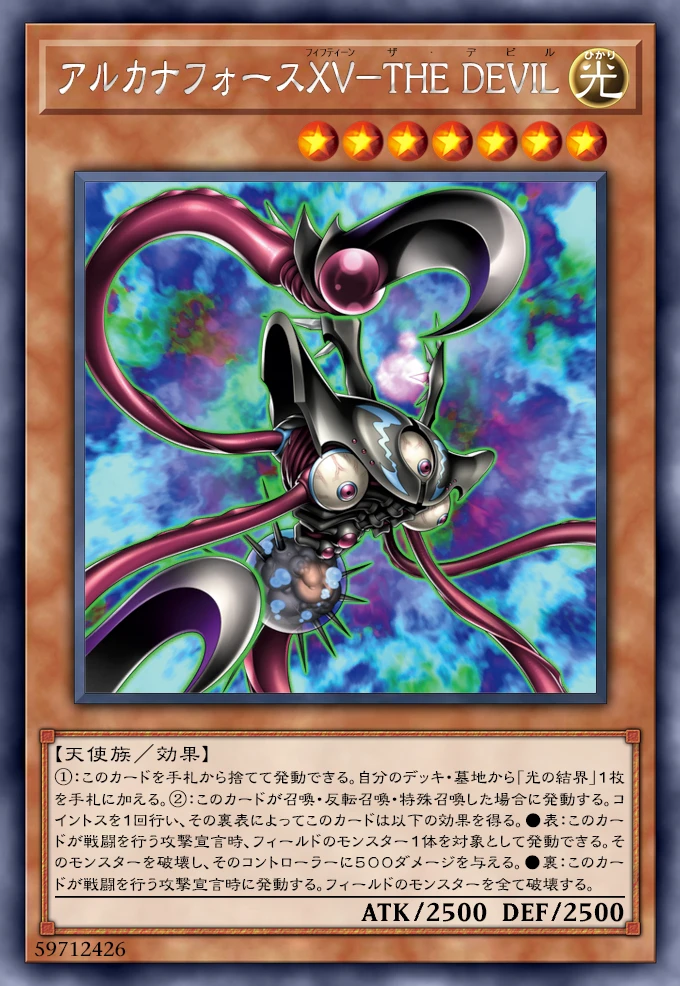 フィフティーン ザ・デビル
アルカナフォースXV－THE DEVIL
ひかり
光
【天使族／効果】
①：このカードを手札から捨てて発動できる。自分のデッキ・墓地から「光の結界」1枚
を手札に加える。②：このカードが召喚・反転召喚・特殊召喚した場合に発動する。コ
イントスを1回行い、その裏表によってこのカードは以下の効果を得る。●表：このカー
ドが戦闘を行う攻撃宣言時、フィールドのモンスター1体を対象として発動できる。そ
のモンスターを破壊し、そのコントローラーに５００ダメージを与える。●裏：このカー
ドが戦闘を行う攻撃宣言時に発動する。フィールドのモンスターを全て破壊する。
ATK/2500 DEF/2500
59712426